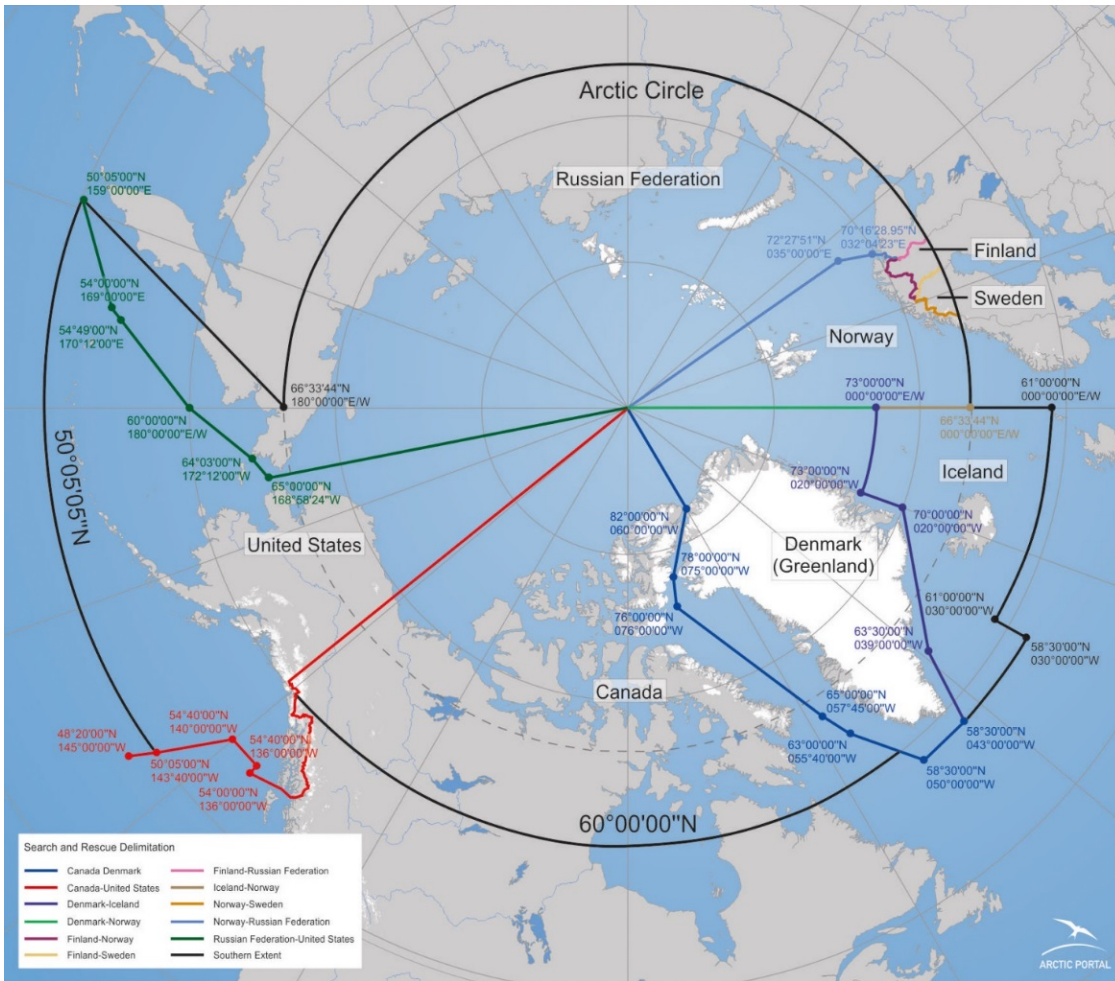 Arctic Circle
Russian Federation
50°05'00"N
159°00'00"E
72°27'51"N
035°00'00"E
70°16'28.95"N
032°04'23"E
Finland
Sweden
54°00'00"N
169°00'00"E
54°49'00"N
170°12'00"E
Norway
66°33'44"N
180°00'00"E/W
73°00'00"N
000°00'00"E/W
61°00'00"N
000°00'00"E/W
60°00'00"N
180°00'00"E/W
66°33'44"N
000°00'00"E/W
50°05'05"N
64°03'00"N
172°12'00"W
65°00'00"N
168°58'24"W
73°00'00"N
020°00'00"W
Iceland
70°00'00"N
020°00'00"W
United States
82°00'00"N
060°00'00"W
Denmark
(Greenland)
78°00'00"N
075°00'00"W
76°00'00"N
076°00'00"W
61°00'00"N
030°00'00"W
63°30'00"N
039°00'00"W
58°30'00"N
030°00'00"W
Canada
65°00'00"N
057°45'00"W
63°00'00"N
055°40'00"W
58°30'00"N
043°00'00"W
58°30'00"N
050°00'00"W
48°20'00"N
145°00'00"W
54°40'00"N
140°00'00"W
54°40'00"N
136°00'00"W
50°05'00"N
143°40'00"W
54°00'00"N
136°00'00"W
60°00'00"N
Search and Rescue Delimitation
Canada Denmark
Canada-United States
Denmark-Iceland
Denmark-Norway
Finland-Norway
Finland-Sweden
Finland-Russian Federation
Iceland-Norway
Norway-Sweden
Norway-Russian Federation
Russian Federation-United States
Southern Extent
ARCTIC PORTAL